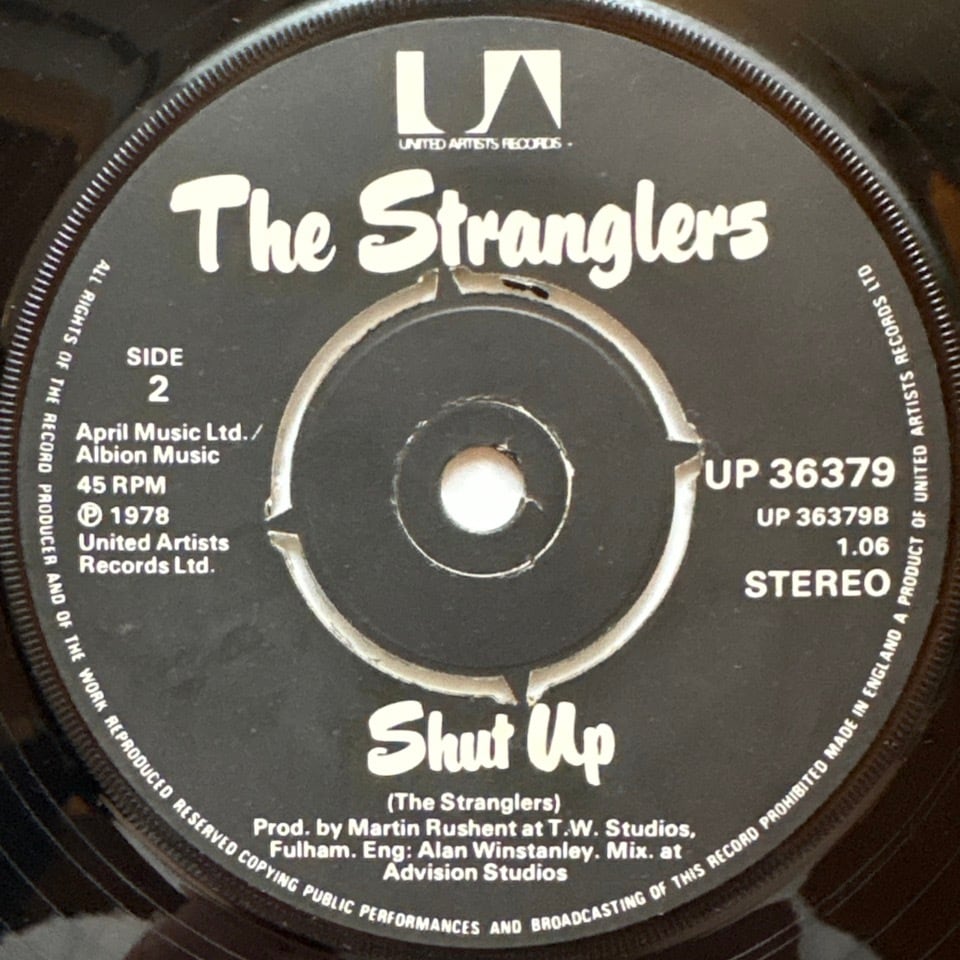 UA
UNITED ARTISTS RECORDS
The Stranglers
SIDE
2
April Music Ltd./
Albion Music
45 RPM
Ⓟ 1978
United Artists
Records Ltd.
UP 36379
UP 36379B
1.06
STEREO
Shut Up
(The Stranglers)
Prod. by Martin Rushent at T.W. Studios,
Fulham. Eng: Alan Winstanley. Mix. at
Advision Studios
ALL RIGHTS OF THE RECORD PRODUCER AND OF THE WORK REPRODUCED RESERVED COPYING PUBLIC PERFORMANCES AND BROADCASTING OF THIS RECORD PROHIBITED MADE IN ENGLAND A PRODUCT OF UNITED ARTISTS RECORDS LTD